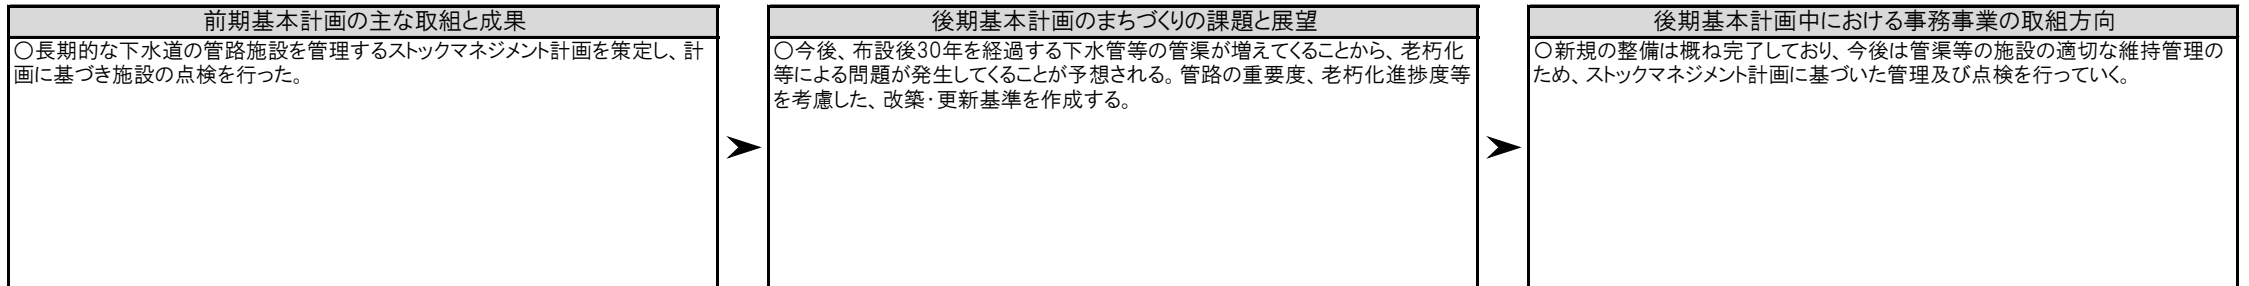 前期基本計画の主な取組と成果
〇長期的な下水道の管路施設を管理するストックマネジメント計画を策定し、計
画に基づき施設の点検を行った。
後期基本計画のまちづくりの課題と展望
〇今後、布設後30年を経過する下水管等の管渠が増えてくることから、老朽化
等による問題が発生してくることが予想される。管路の重要度、老朽化進捗度等
を考慮した、改築・更新基準を作成する。
後期基本計画中における事務事業の取組方向
〇新規の整備は概ね完了しており、今後は管渠等の施設の適切な維持管理の
ため、ストックマネジメント計画に基づいた管理及び点検を行っていく。